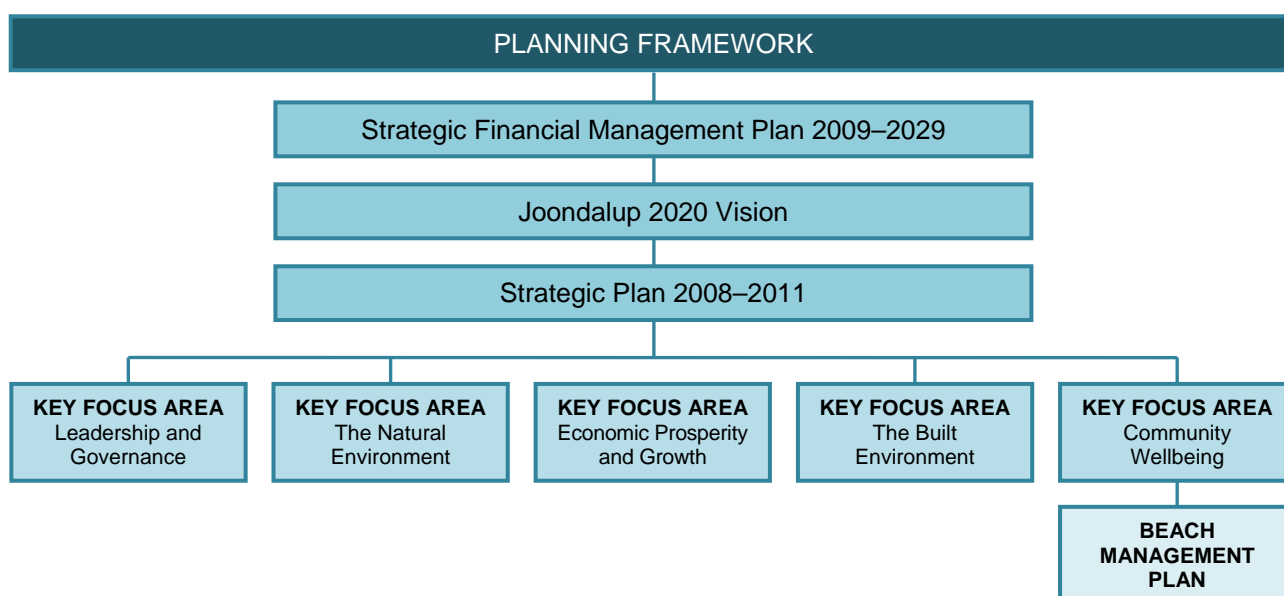 PLANNING FRAMEWORK
Strategic Financial Management Plan 2009–2029
Joondalup 2020 Vision
Strategic Plan 2008–2011
KEY FOCUS AREA
Leadership and
Governance
KEY FOCUS AREA
The Natural
Environment
KEY FOCUS AREA
Economic Prosperity
and Growth
KEY FOCUS AREA
The Built
Environment
KEY FOCUS AREA
Community
Wellbeing
BEACH
MANAGEMENT
PLAN